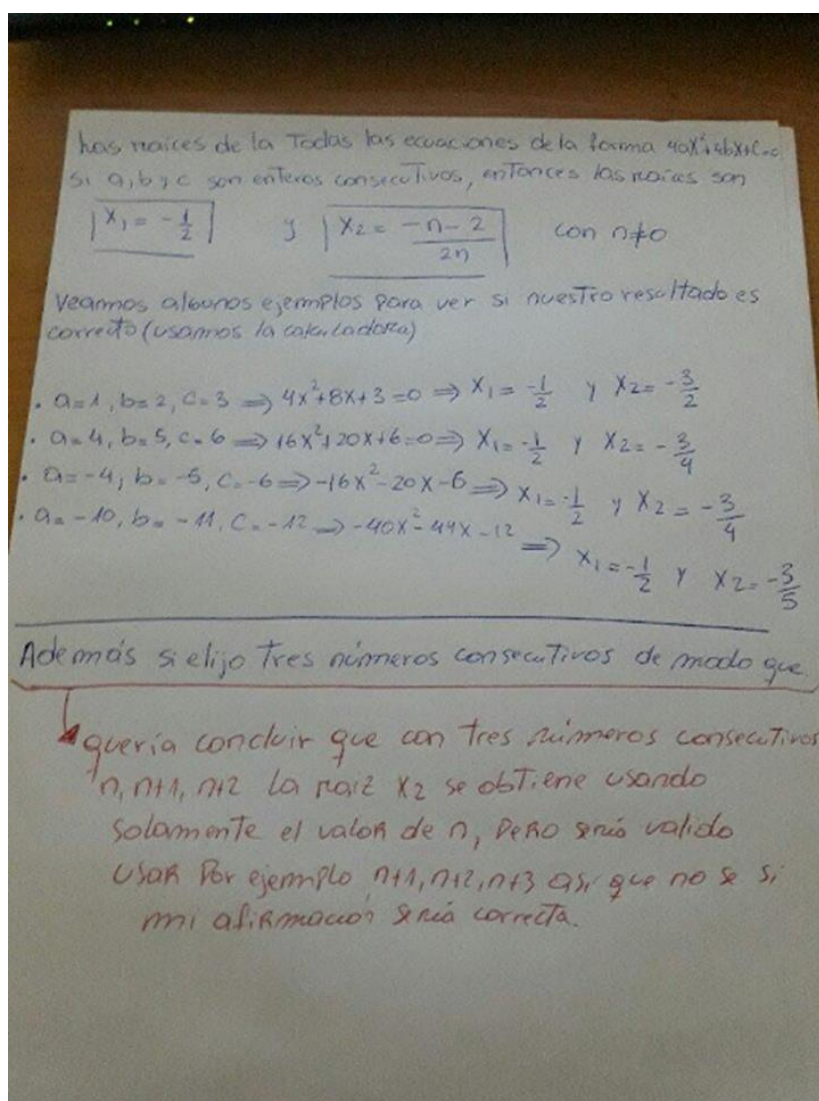 Las raices de la Todas las ecuaciones de la forma 4ax²+4bx+c=0
si a, b y c son enteros consecutivos, entonces las raices son
x₁ = -1/2 y x₂ = (-n-2)/2n con n≠0
Veamos algunos ejemplos para ver si nuestro resultado es
correcto (usamos la calculadora)
. a=1, b=2, c=3 ⇒ 4x²+8x+3=0 ⇒ x₁ = -1/2 y x₂ = -3/2
. a=4, b=5, c=6 ⇒ 16x²+20x+6=0 ⇒ x₁ = -1/2 y x₂ = -3/4
. a=-4, b=-5, c=-6 ⇒ -16x²-20x-6 ⇒ x₁ = -1/2 y x₂ = -3/4
. a=-10, b=-11, c=-12 ⇒ -40x²-44x-12 ⇒ x₁ = -1/2 y x₂ = -3/5
Además si elijo tres números consecutivos de modo que
quería concluir que con tres números consecutivos
n, n+1, n+2 la raiz x₂ se obtiene usando
solamente el valor de n, pero sería valido
usar por ejemplo n+1, n+2, n+3 así que no se si
mi afirmación sería correcta.